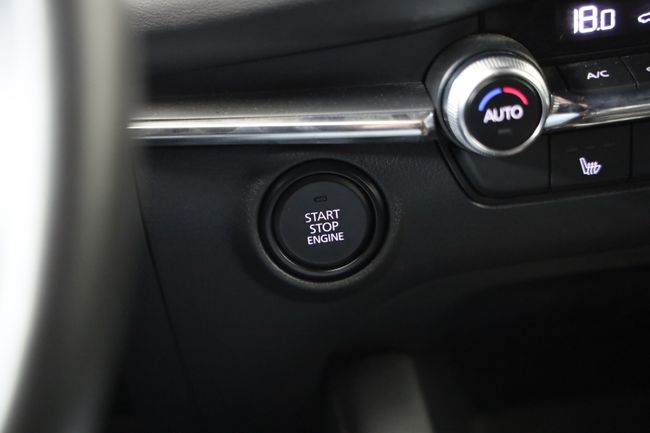 18.0
A/C
AUTO
START
STOP
ENGINE